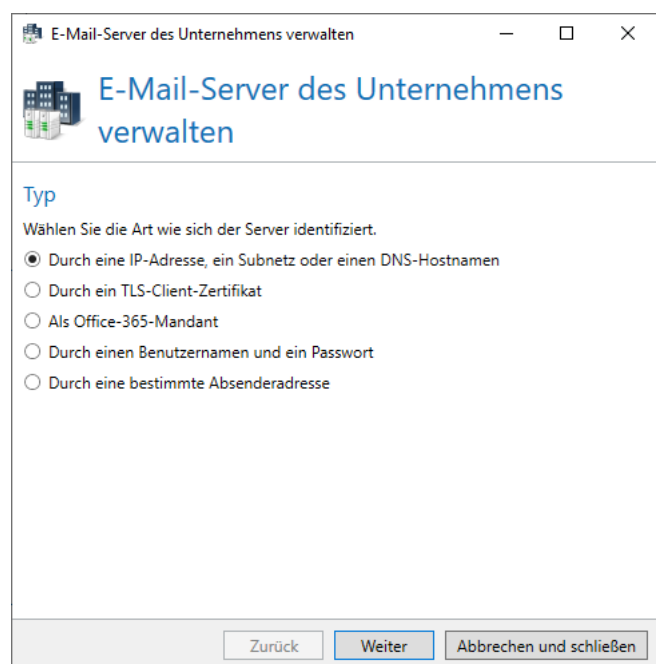 E-Mail-Server des Unternehmens verwalten
E-Mail-Server des Unternehmens
verwalten
Typ
Wählen Sie die Art wie sich der Server identifiziert.
Durch eine IP-Adresse, ein Subnetz oder einen DNS-Hostnamen
Durch ein TLS-Client-Zertifikat
Als Office-365-Mandant
Durch einen Benutzernamen und ein Passwort
Durch eine bestimmte Absenderadresse
Zurück Weiter Abbrechen und schließen